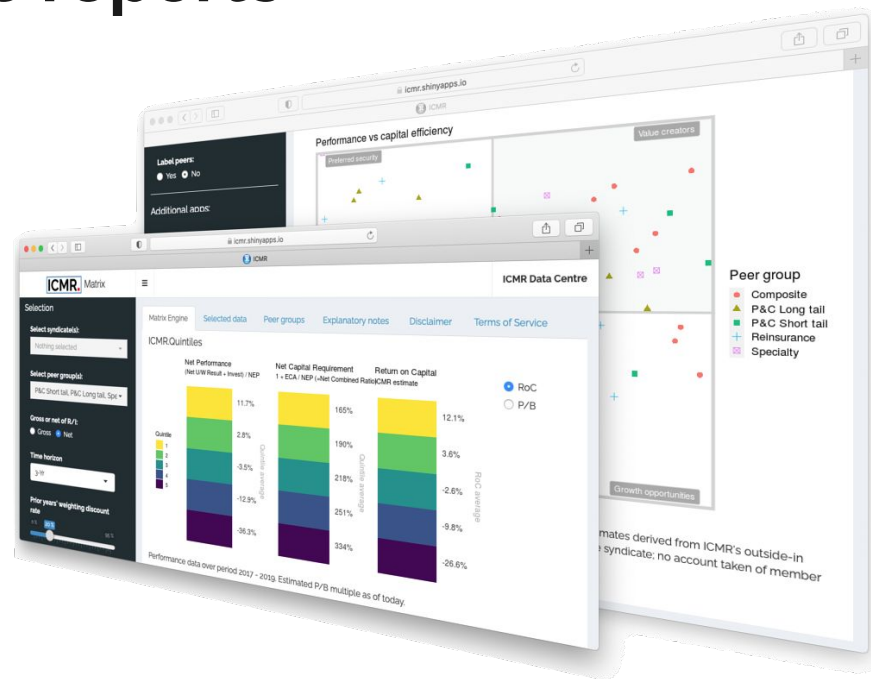 reports
icmr.shinyapps.io
ICMR
Label peers:
Yes No
Additional apps:
Performance vs capital efficiency
Preferred security
Value creators
Growth opportunities
Peer group
Composite
P&C Long tail
P&C Short tail
Reinsurance
Specialty
mates derived from ICMR's outside-in
e syndicate; no account taken of member
icmr.shinyapps.io
ICMR
ICMR. Matrix
ICMR Data Centre
Selection
Select syndicate(s):
Nothing selected
Select peer group(s):
P&C Short tail, P&C Long tail, Spe
Gross or net of R/I:
Gross Net
Time horizon
3-Yr
Prior years' weighting discount
rate
Matrix Engine Selected data Peer groups Explanatory notes Disclaimer Terms of Service
ICMR.Quintiles
Net Performance
(Net U/W Result + Invest) / NEP
Net Capital Requirement
1 + ECA / NEP (=Net Combined Ratio)
Return on Capital
ICMR estimate
Quintile
1
2
3
4
5
11.7%
2.8%
-3.5%
-12.9%
-36.3%
Quintile average
165%
190%
218%
251%
334%
Quintile average
12.1%
3.6%
-2.6%
-9.8%
-26.6%
RoC average
RoC
P/B
Performance data over period 2017 - 2019. Estimated P/B multiple as of today.